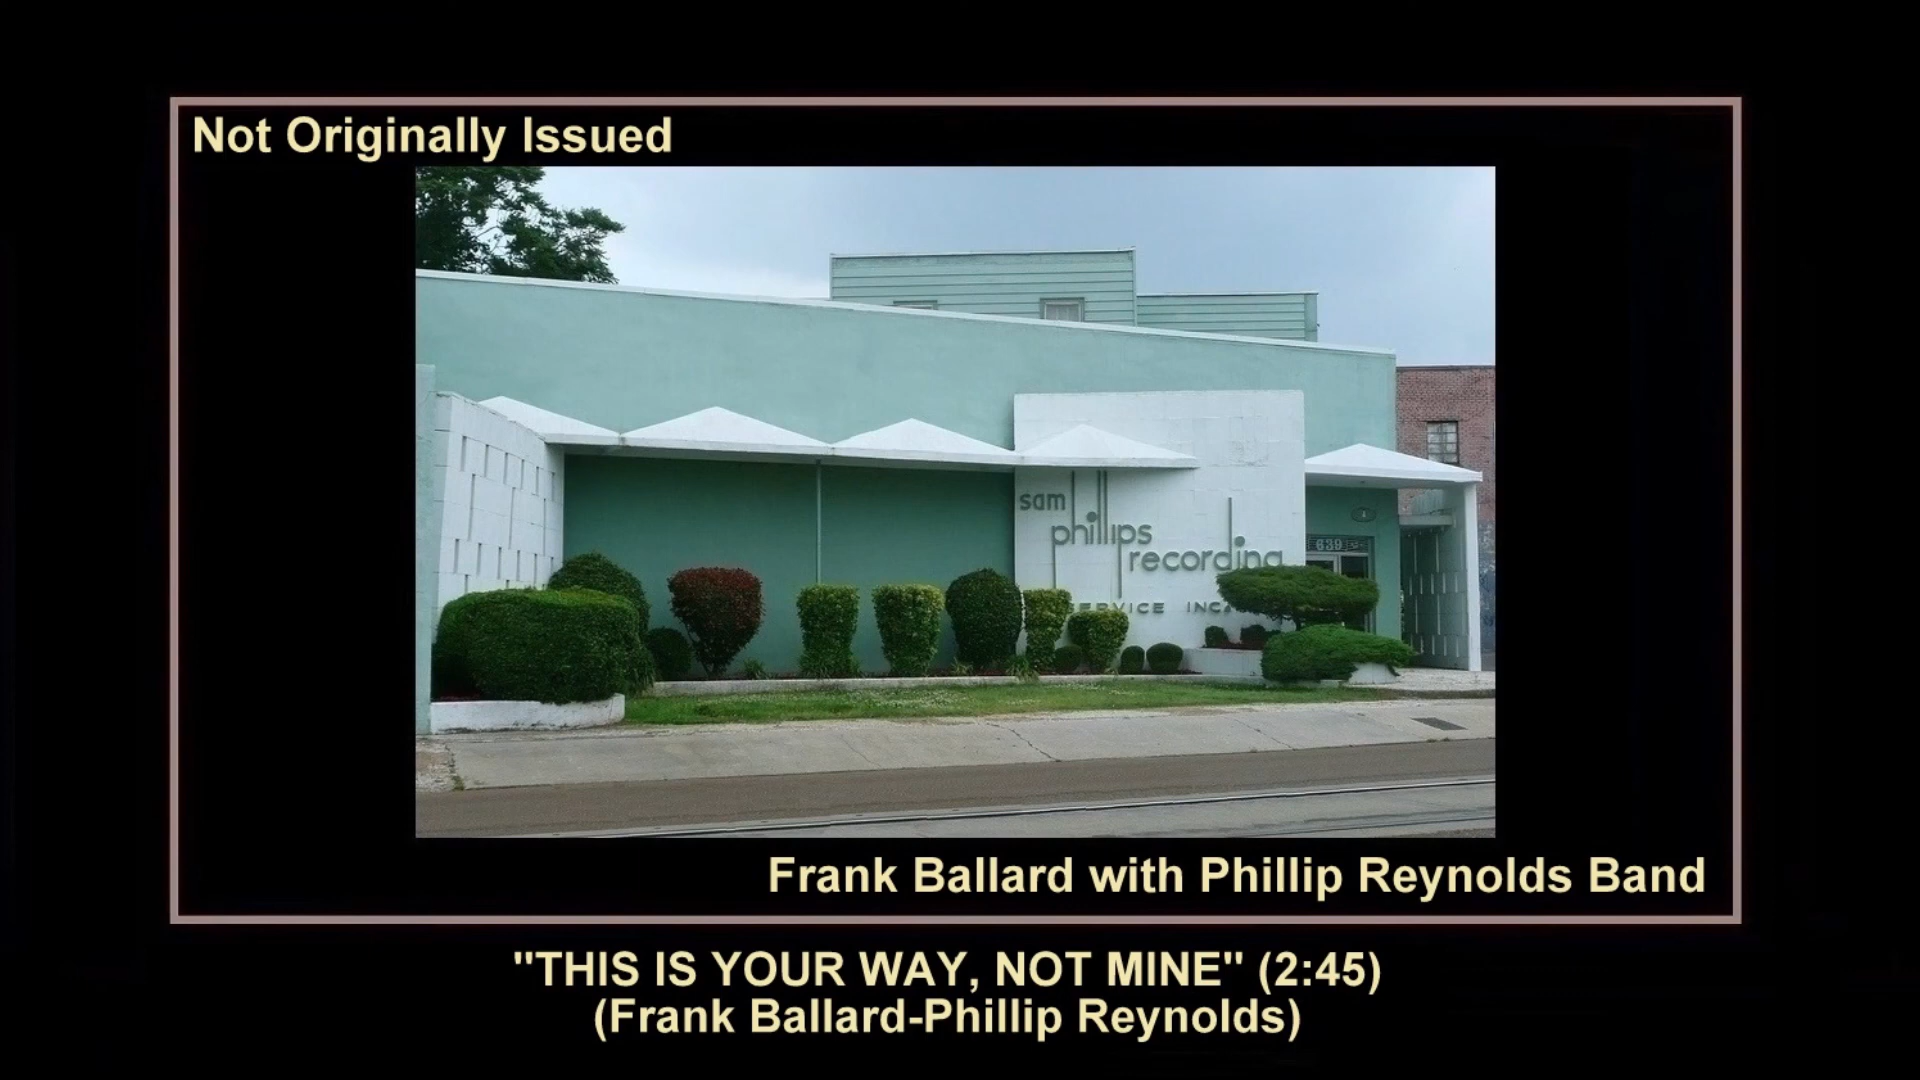 Not Originally Issued
sam
phillips
recording
SERVICE INC.
639
Frank Ballard with Phillip Reynolds Band
"THIS IS YOUR WAY, NOT MINE" (2:45)
(Frank Ballard-Phillip Reynolds)